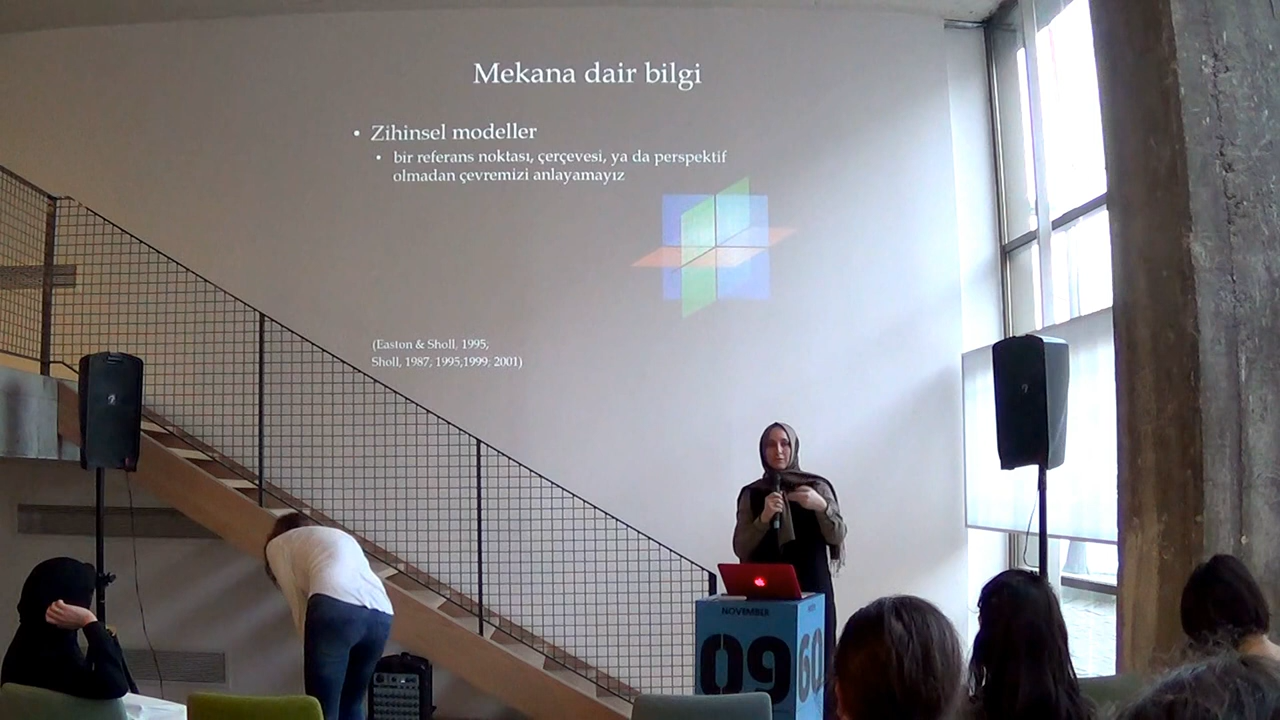 Mekana dair bilgi
• Zihinsel modeller
• bir referans noktası, çerçevesi, ya da perspektif
olmadan çevremizi anlayamayız
(Easton & Sholl, 1995;
Sholl, 1987, 1995,1999; 2001)
NOVEMBER
09
60